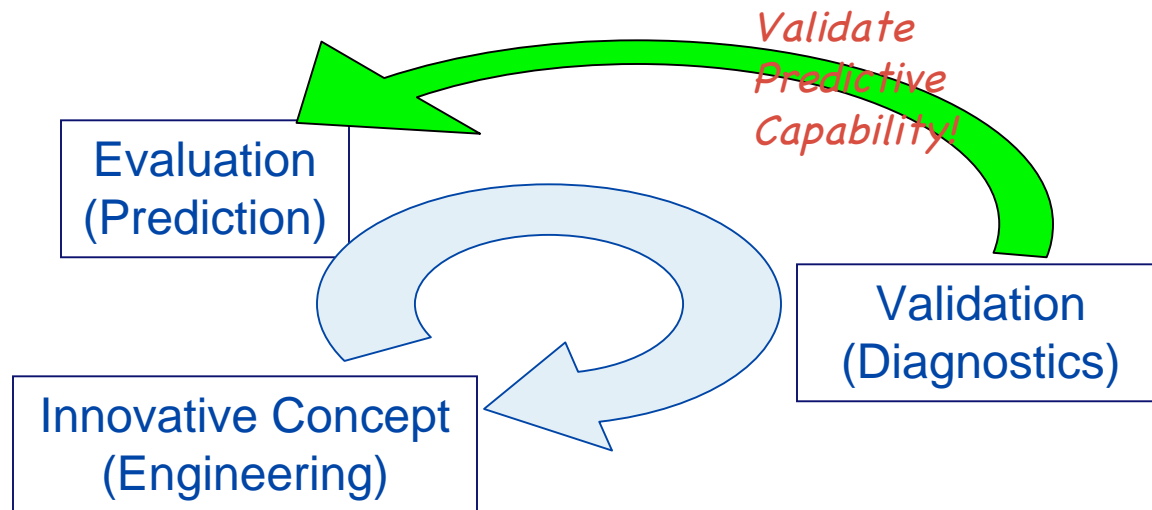 Validate
Predictive
Capability!
Evaluation
(Prediction)
Validation
(Diagnostics)
Innovative Concept
(Engineering)